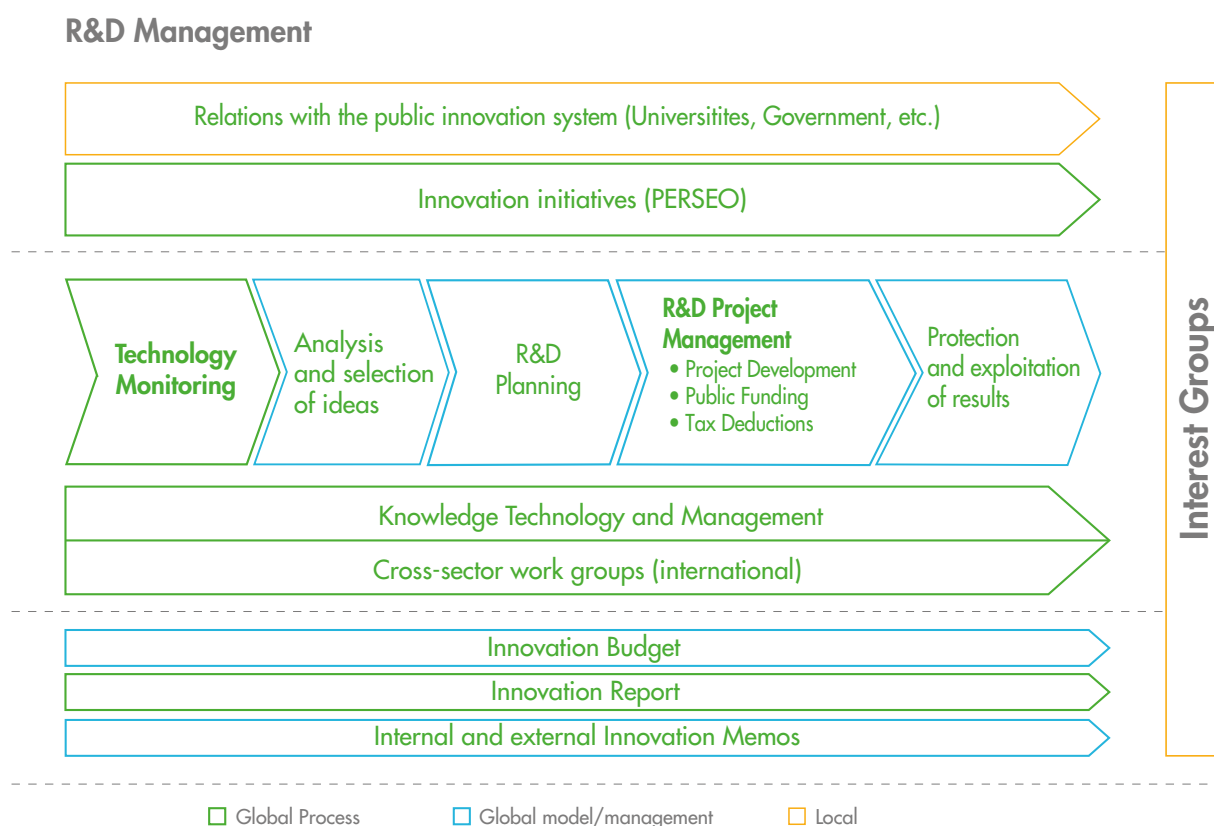 R&D Management
Relations with the public innovation system (Universitites, Government, etc.)
Innovation initiatives (PERSEO)
Technology
Monitoring
Analysis
and selection
of ideas
R&D
Planning
R&D Project
Management
• Project Development
• Public Funding
• Tax Deductions
Protection
and exploitation
of results
Knowledge Technology and Management
Cross-sector work groups (international)
Innovation Budget
Innovation Report
Internal and external Innovation Memos
Interest Groups
Global Process
Global model/management
Local